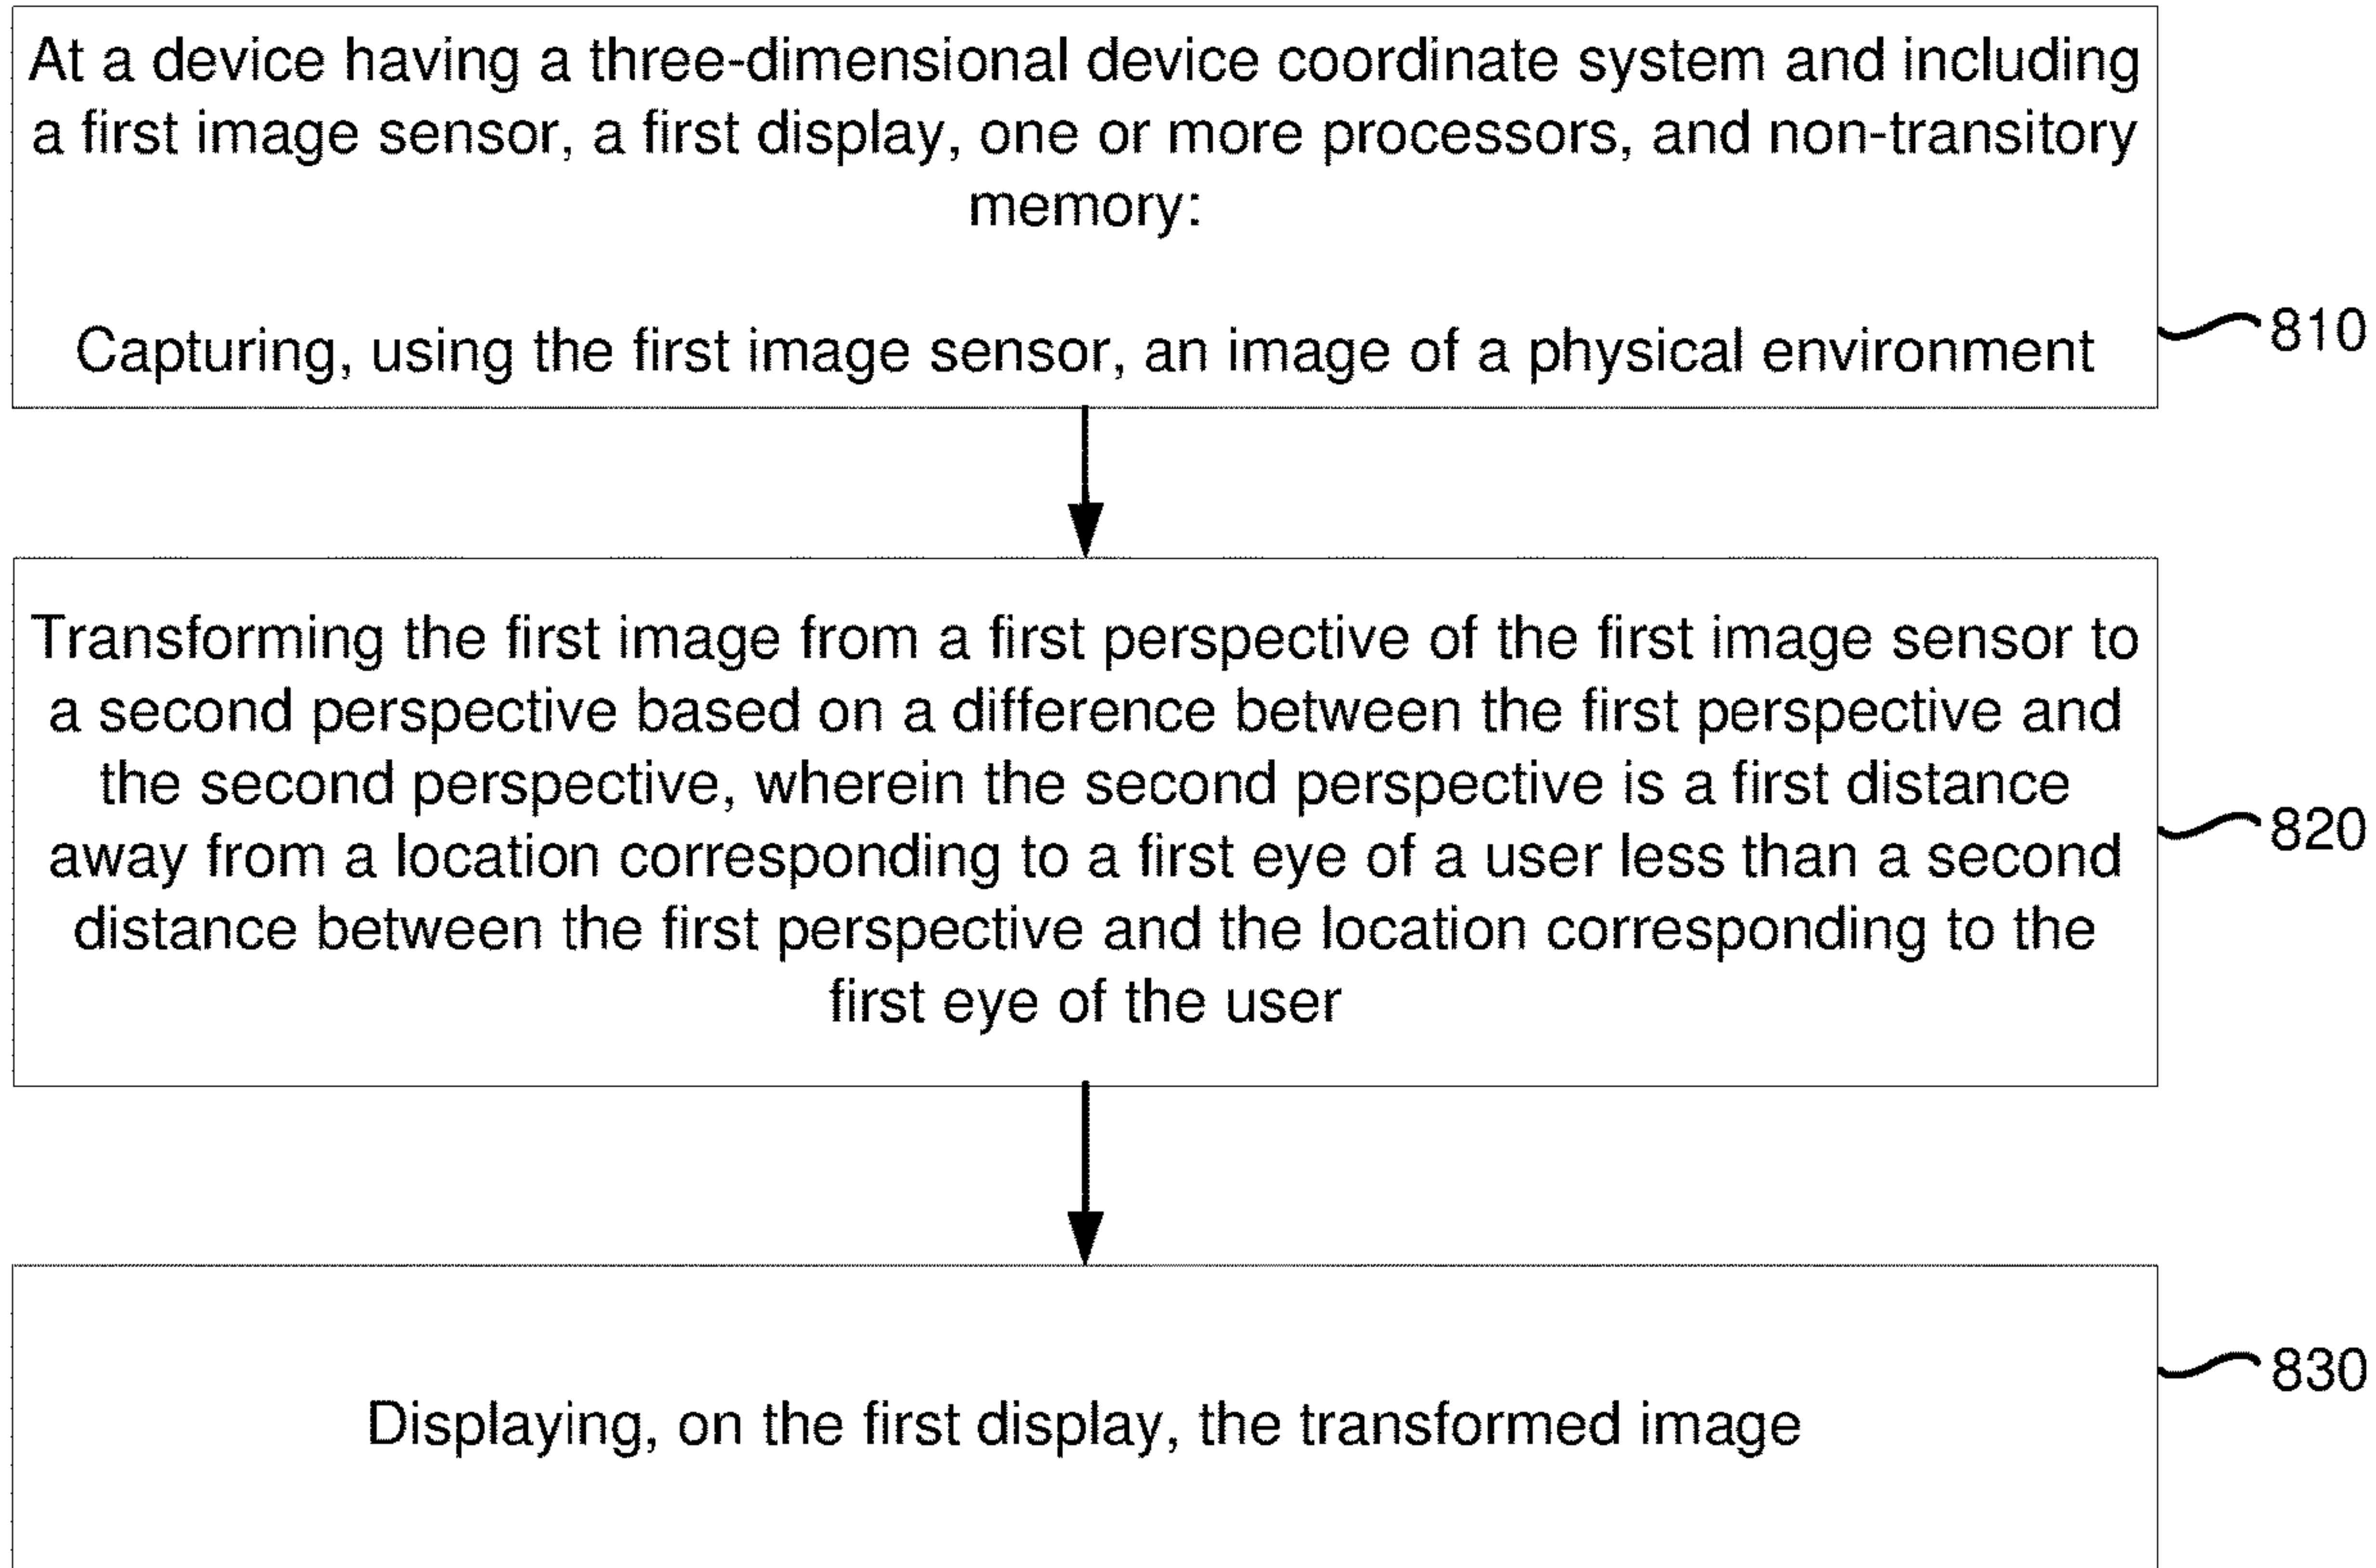 At a device having a three-dimensional device coordinate system and including
a first image sensor, a first display, one or more processors, and non-transitory
memory:
Capturing, using the first image sensor, an image of a physical environment
810
Transforming the first image from a first perspective of the first image sensor to
a second perspective based on a difference between the first perspective and
the second perspective, wherein the second perspective is a first distance
away from a location corresponding to a first eye of a user less than a second
distance between the first perspective and the location corresponding to the
first eye of the user
820
Displaying, on the first display, the transformed image
830